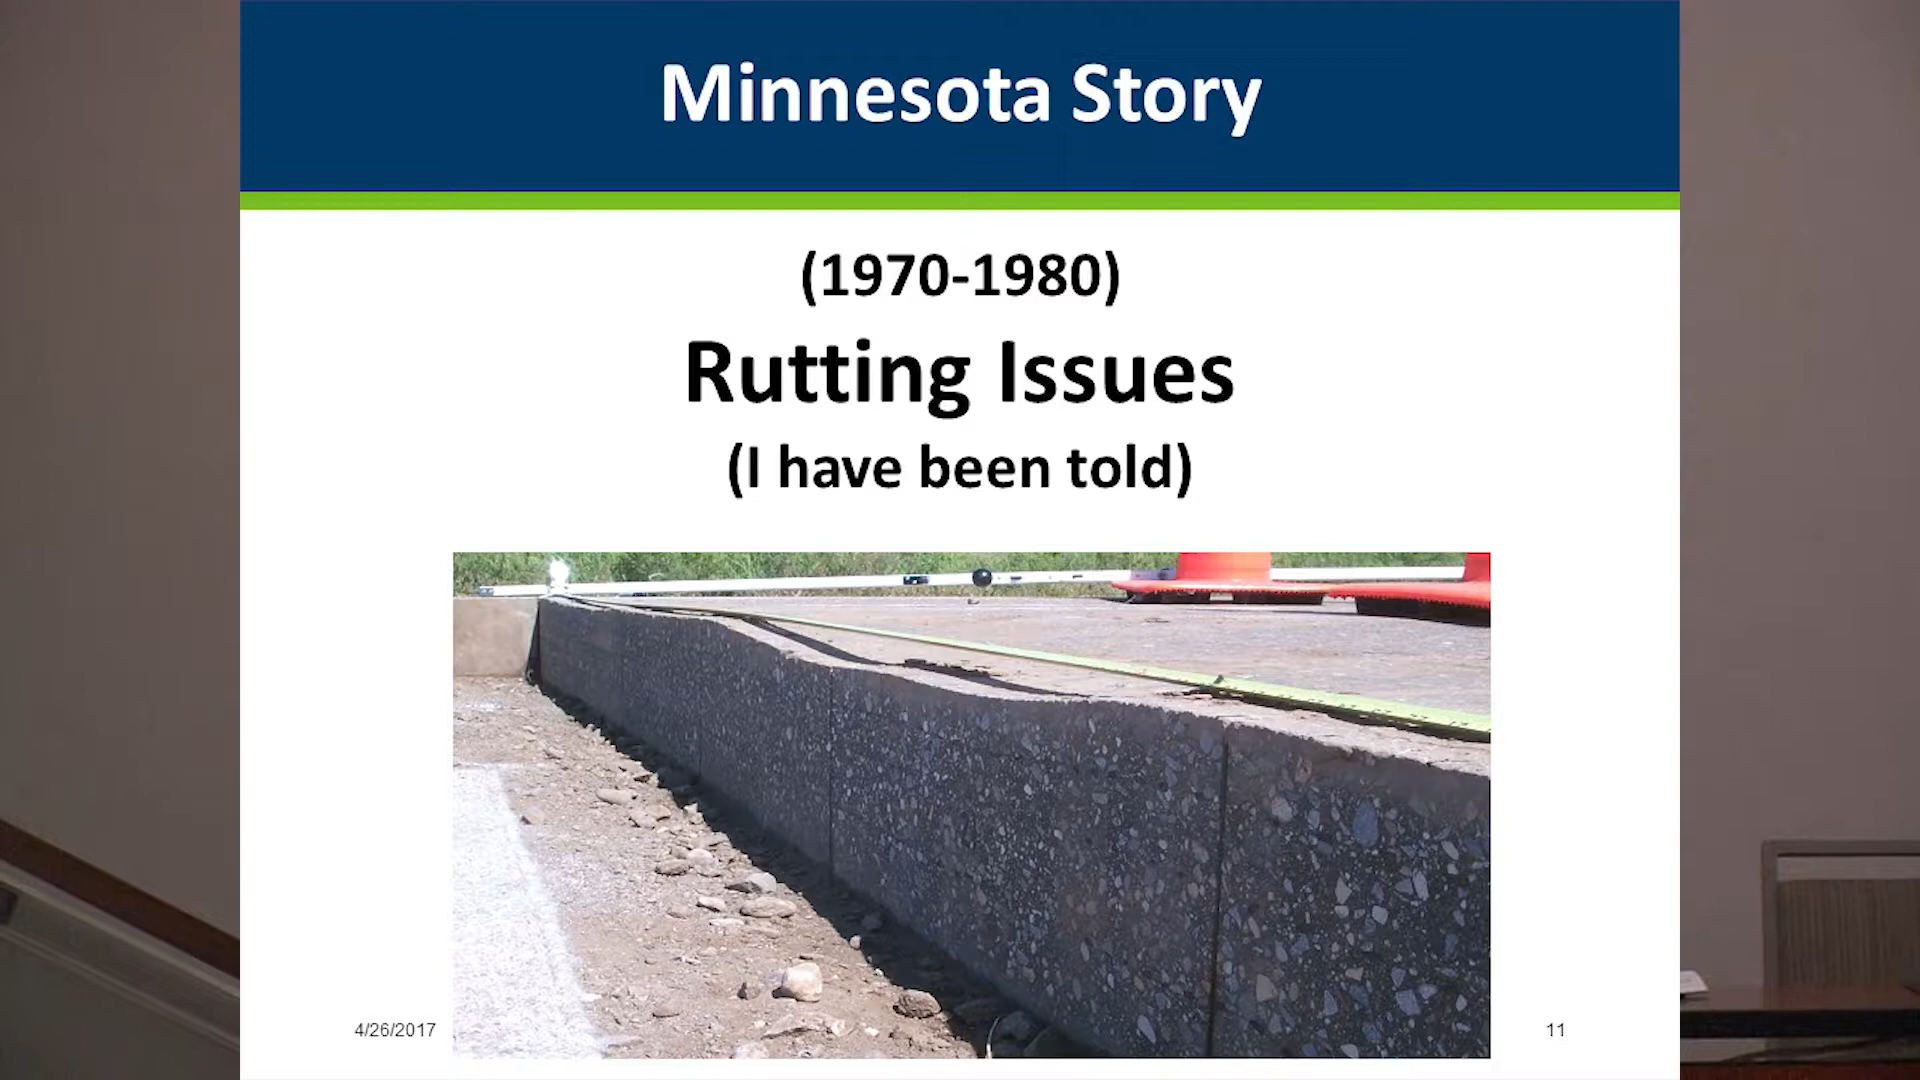 Minnesota Story
(1970-1980)
Rutting Issues
(I have been told)
4/26/2017
11